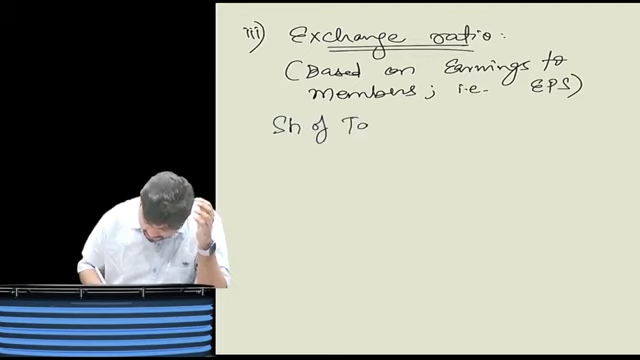 iii) Exchange ratio:
(Based on Earnings to
members; i.e. EPS)
Sh of To